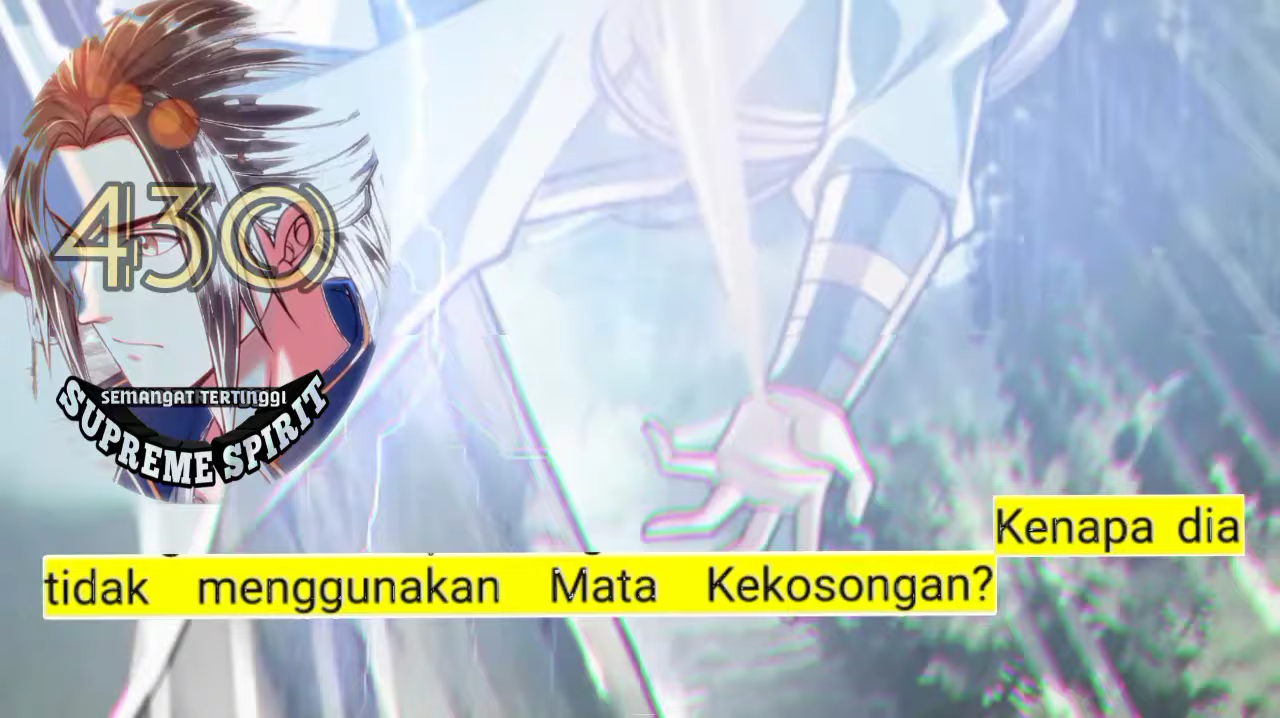 430
SEMANGAT TERTINGGI
SUPREME SPIRIT
Kenapa dia
tidak menggunakan Mata Kekosongan?